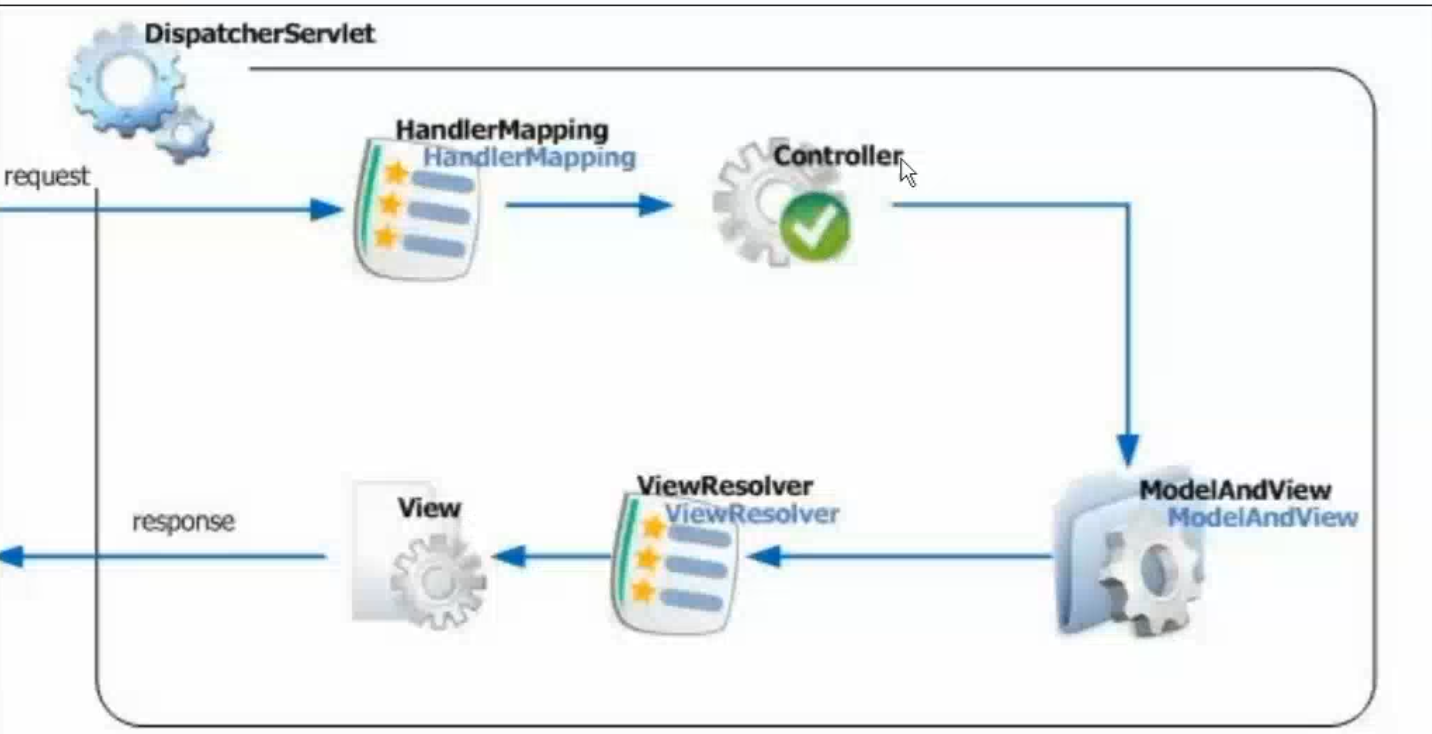 DispatcherServlet
HandlerMapping
HandlerMapping
Controller
request
ViewResolver
ViewResolver
ModelAndView
ModelAndView
View
response